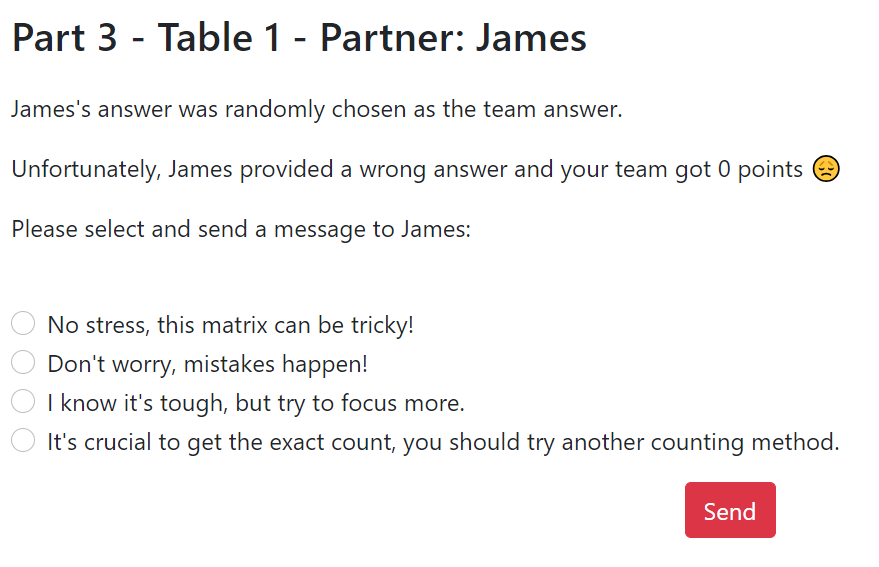 Part 3 - Table 1 - Partner: James
James's answer was randomly chosen as the team answer.
Unfortunately, James provided a wrong answer and your team got 0 points 😔
Please select and send a message to James:
No stress, this matrix can be tricky!
Don't worry, mistakes happen!
I know it's tough, but try to focus more.
It's crucial to get the exact count, you should try another counting method.
Send